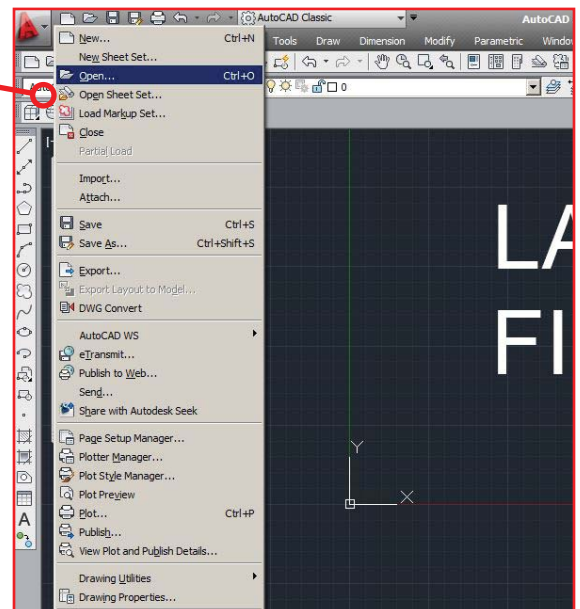 AutoCAD Classic
AutoCAD
Tools Draw Dimension Modify Parametric Windo
New... Ctrl+N
New Sheet Set...
Open... Ctrl+O
Open Sheet Set...
Load Markup Set...
Close
Partial Load
Import...
Attach...
Save Ctrl+S
Save As... Ctrl+Shift+S
Export...
Export Layout to Model...
DWG Convert
AutoCAD WS
eTransmit...
Publish to Web...
Send...
Share with Autodesk Seek
Page Setup Manager...
Plotter Manager...
Plot Style Manager...
Plot Preview
Plot... Ctrl+P
Publish...
View Plot and Publish Details...
Drawing Utilities
Drawing Properties...
0
LA
FI
Y
X
A